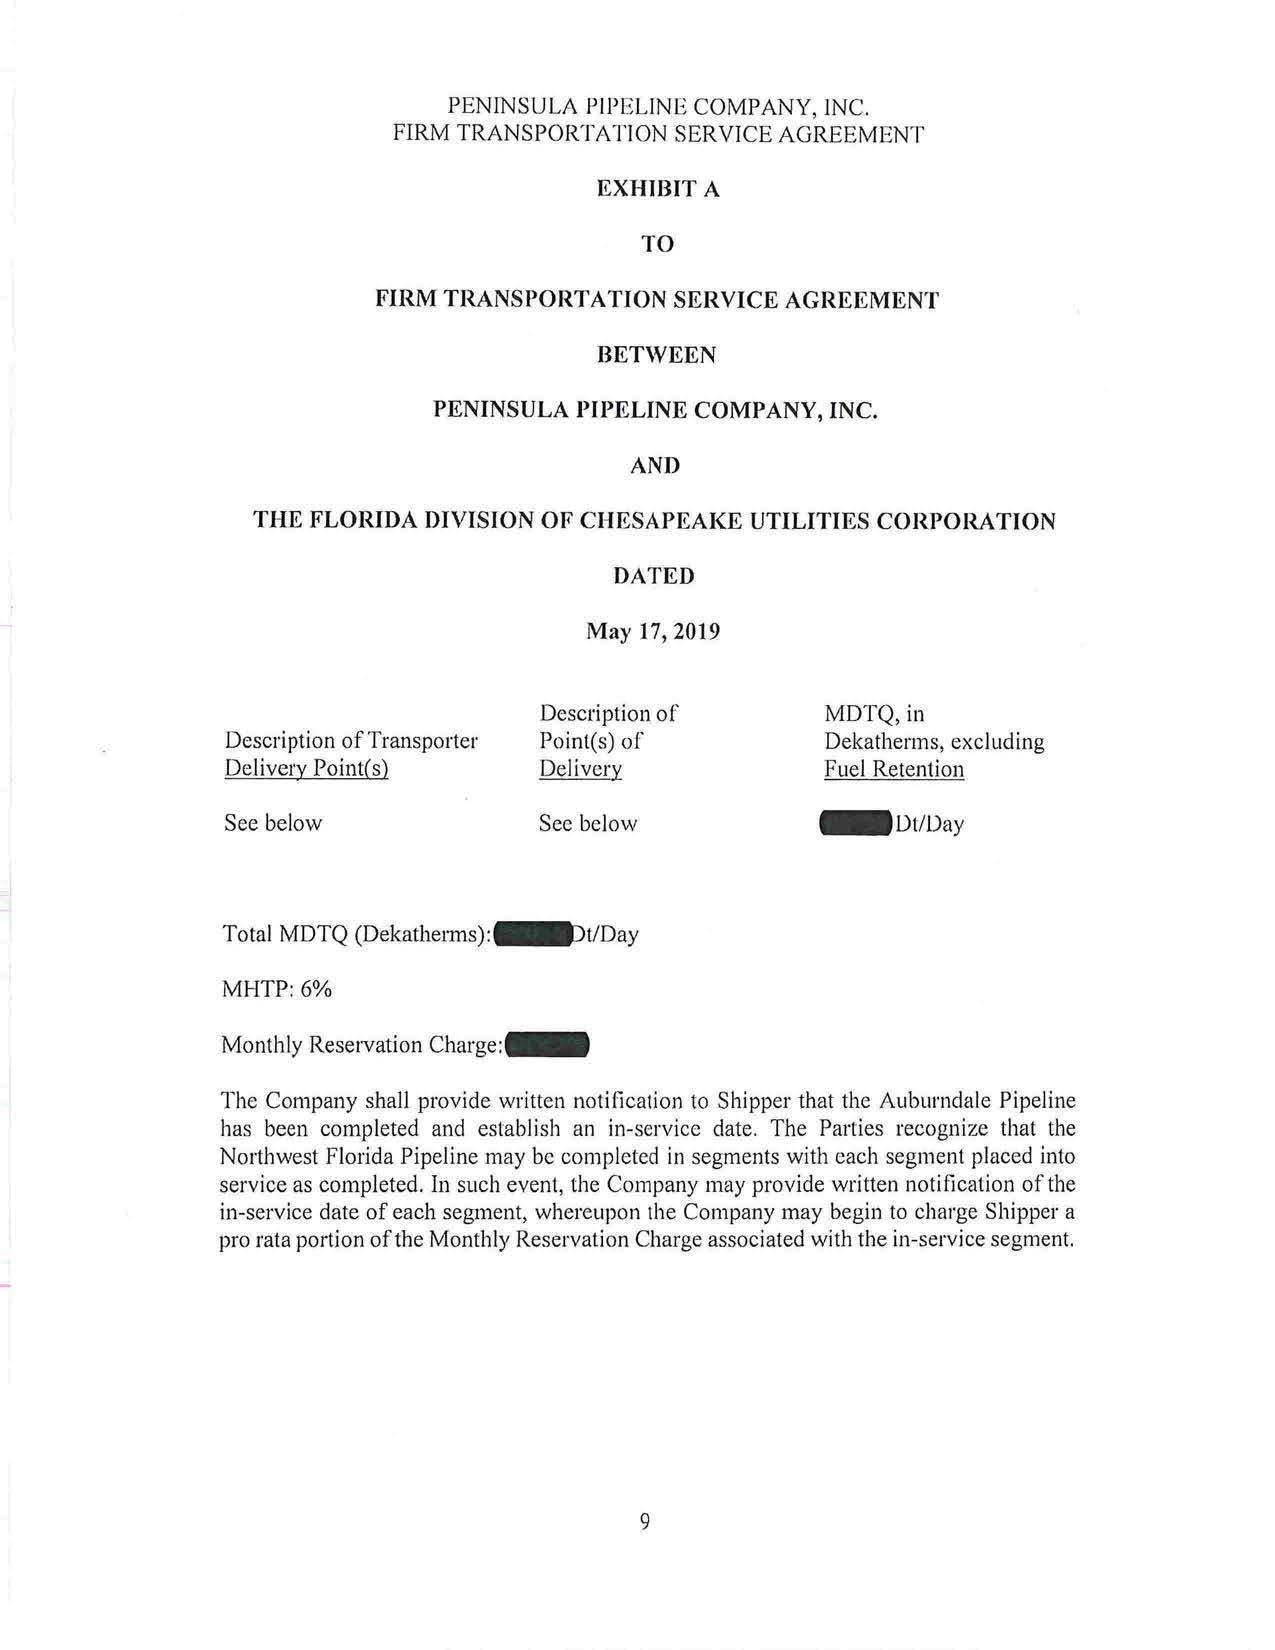 PENINSULA PIPELINE COMPANY, INC.
FIRM TRANSPORTATION SERVICE AGREEMENT
EXHIBIT A
TO
FIRM TRANSPORTATION SERVICE AGREEMENT
BETWEEN
PENINSULA PIPELINE COMPANY, INC.
AND
THE FLORIDA DIVISION OF CHESAPEAKE UTILITIES CORPORATION
DATED
May 17, 2019
Description of Transporter
Delivery Point(s)
Description of
Point(s) of
Delivery
MDTQ, in
Dekatherms, excluding
Fuel Retention
See below
See below
Dt/Day
Total MDTQ (Dekatherms): Dt/Day
MHTP: 6%
Monthly Reservation Charge:
The Company shall provide written notification to Shipper that the Auburndale Pipeline
has been completed and establish an in-service date. The Parties recognize that the
Northwest Florida Pipeline may be completed in segments with each segment placed into
service as completed. In such event, the Company may provide written notification of the
in-service date of each segment, whereupon the Company may begin to charge Shipper a
pro rata portion of the Monthly Reservation Charge associated with the in-service segment.
9